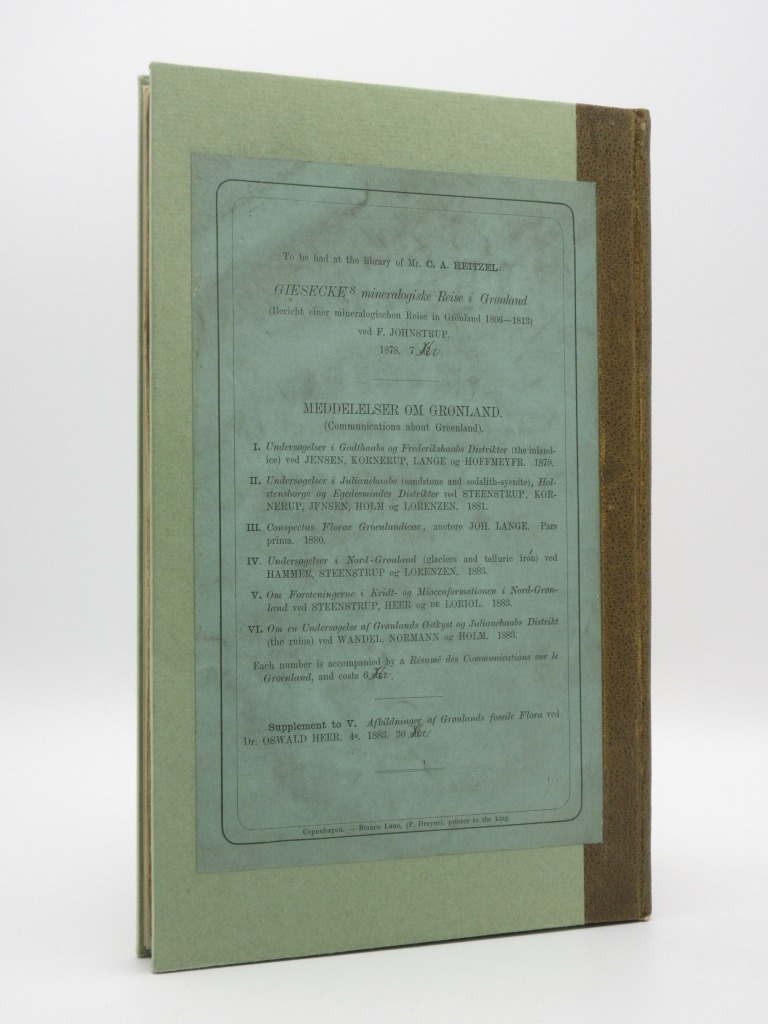 To be had at the library of Mr. C. A. REITZEL:
GIESECKE's mineralogiske Reise i Grønland
(Bericht einer mineralogischen Reise in Grönland 1806—1813)
ved F. JOHNSTRUP.
1878. 7 Kr.
MEDDELELSER OM GRØNLAND.
(Communications about Greenland).
I. Undersøgelser i Godthaabs og Frederikshaabs Distrikter (the inland-
ice) ved JENSEN, KORNERUP, LANGE og HOFFMEYFR. 1879.
II. Undersøgelser i Julianehaabs (sandstone and sodalith-syenite), Hol-
stensborgs og Egedesmindes Distrikter ved STEENSTRUP, KOR-
NERUP, JFNSEN, HOLM og LORENZEN. 1881.
III. Conspectus Florae Groenlandicae, auctore JOH. LANGE. Pars
prima. 1880.
IV. Undersøgelser i Nord-Grønland (glaciers and telluric iron) ved
HAMMER, STEENSTRUP og LORENZEN. 1883.
V. Om Forsteningerne i Kridt- og Miocenformationen i Nord-Grøn-
land ved STEENSTRUP, HEER og DE LORIOL. 1883.
VI. Om en Undersøgelse af Grønlands Østkyst og Julianehaabs Distrikt
(the ruins) ved WANDEL, NORMANN og HOLM. 1883.
Each number is accompanied by a Résumé des Communications sur le
Groenland, and costs 6 Kr.
Supplement to V. Afbildninger af Grønlands fossile Flora ved
Dr. OSWALD HEER. 4º. 1883. 30 Kr.
Copenhagen. — Bianco Luno, (F. Dreyer), printer to the king.